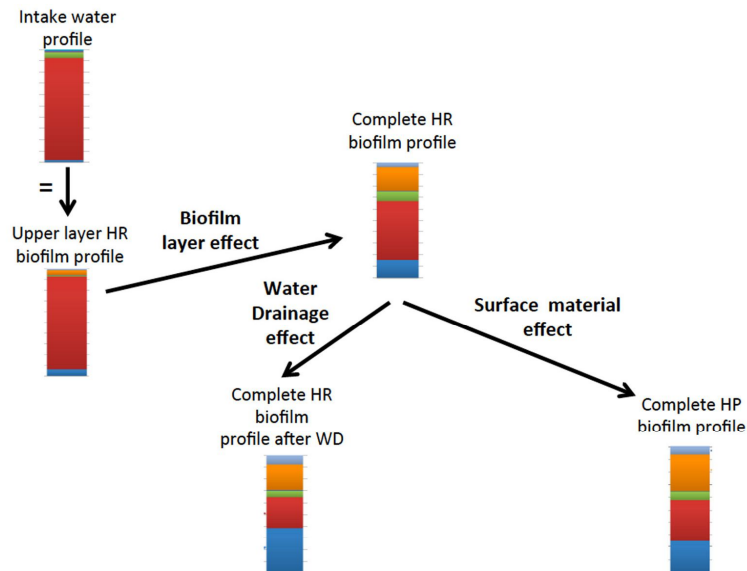 Intake water
profile
=
Upper layer HR
biofilm profile
Biofilm
layer effect
Complete HR
biofilm profile
Water
Drainage
effect
Surface material
effect
Complete HR
biofilm
profile after WD
Complete HP
biofilm profile